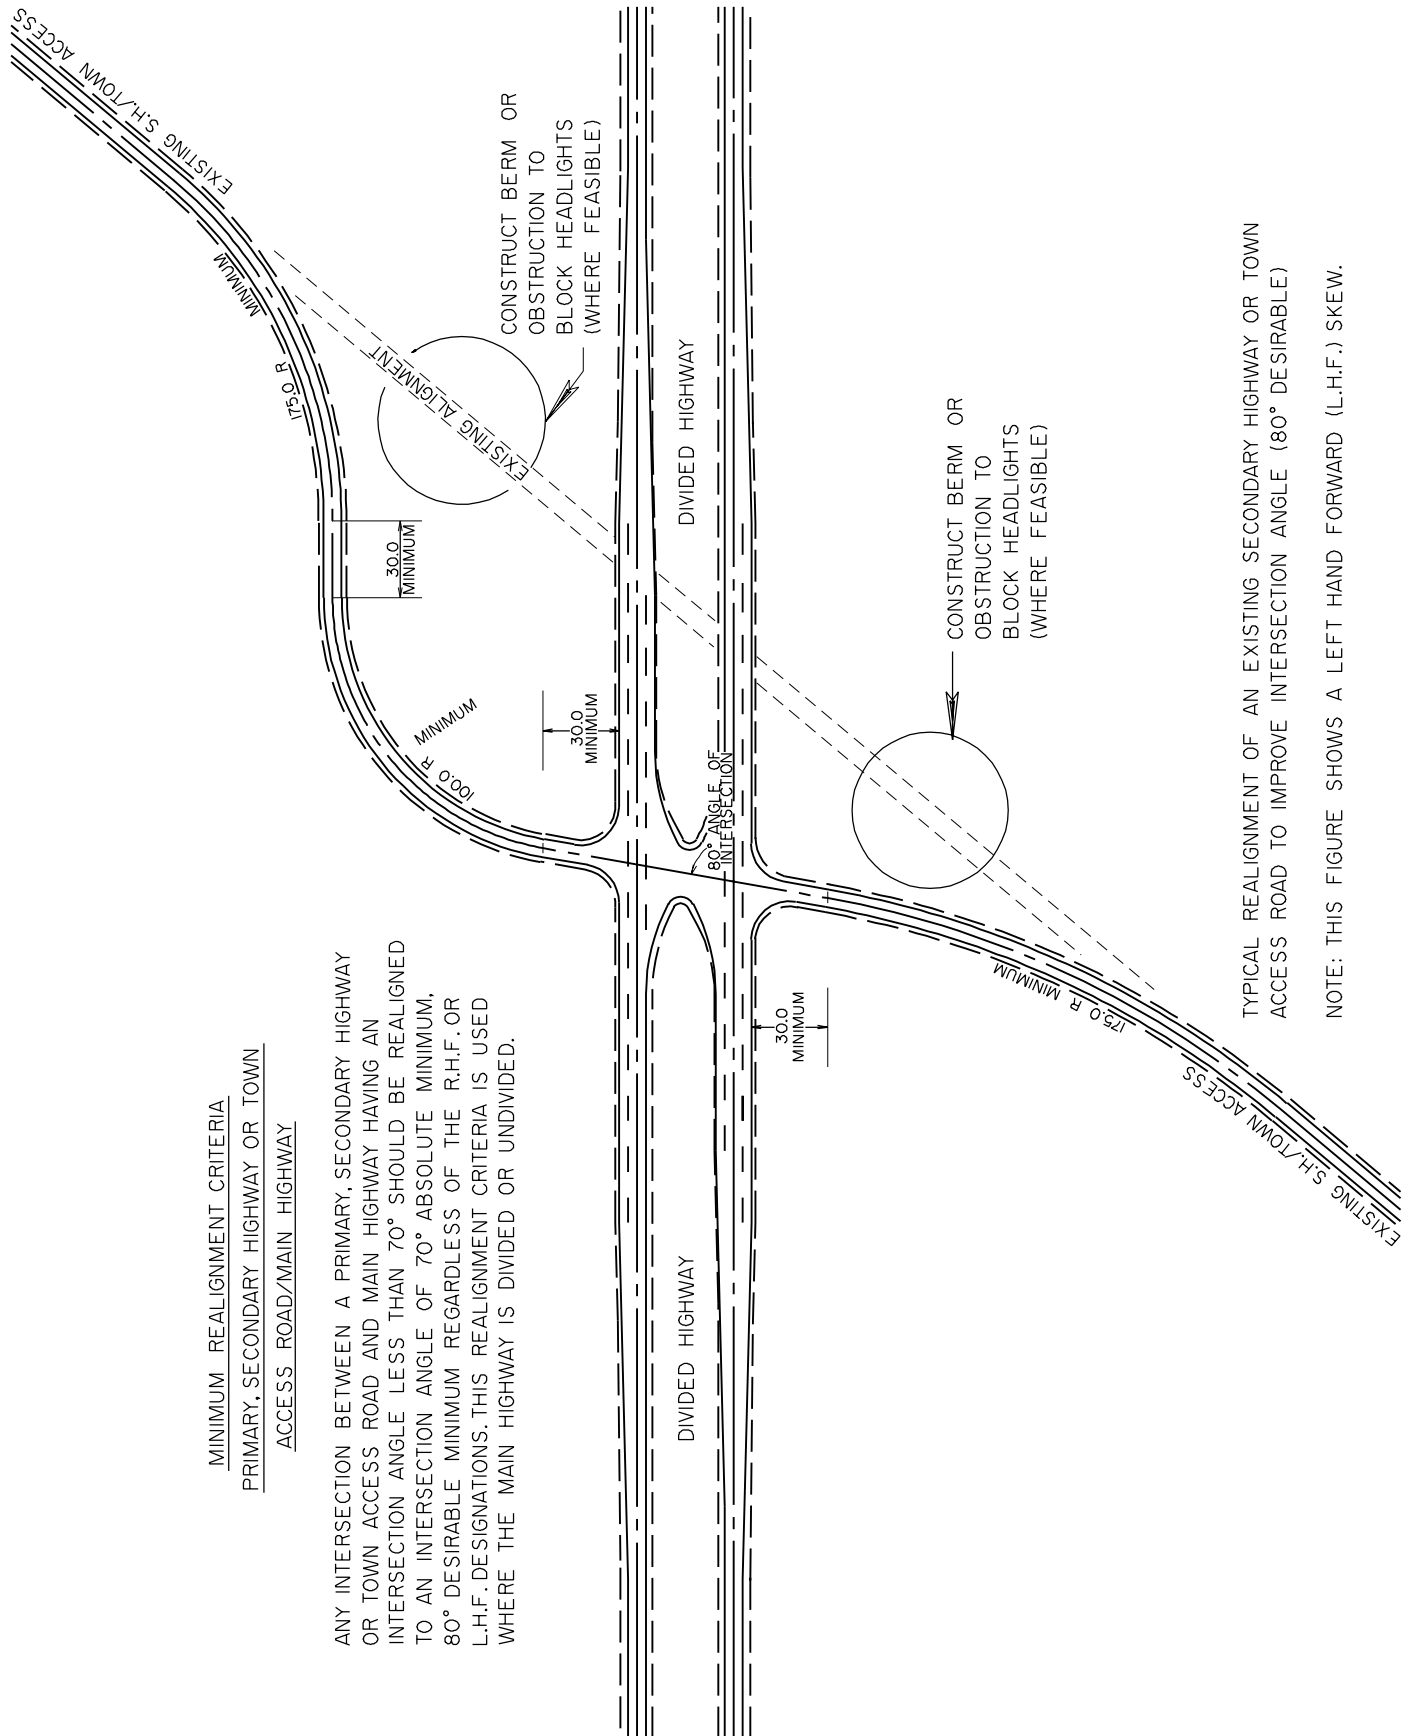 MINIMUM REALIGNMENT CRITERIA
PRIMARY, SECONDARY HIGHWAY OR TOWN
ACCESS ROAD/MAIN HIGHWAY
ANY INTERSECTION BETWEEN A PRIMARY, SECONDARY HIGHWAY
OR TOWN ACCESS ROAD AND MAIN HIGHWAY HAVING AN
INTERSECTION ANGLE LESS THAN 70° SHOULD BE REALIGNED
TO AN INTERSECTION ANGLE OF 70° ABSOLUTE MINIMUM,
80° DESIRABLE MINIMUM REGARDLESS OF THE R.H.F. OR
L.H.F. DESIGNATIONS. THIS REALIGNMENT CRITERIA IS USED
WHERE THE MAIN HIGHWAY IS DIVIDED OR UNDIVIDED.
EXISTING S.H./TOWN ACCESS
175.0 R MINIMUM
30.0
MINIMUM
100.0 R MINIMUM
30.0
MINIMUM
EXISTING ALIGNMENT
CONSTRUCT BERM OR
OBSTRUCTION TO
BLOCK HEADLIGHTS
(WHERE FEASIBLE)
DIVIDED HIGHWAY
80° ANGLE OF
INTERSECTION
DIVIDED HIGHWAY
30.0
MINIMUM
175.0 R MINIMUM
EXISTING S.H./TOWN ACCESS
CONSTRUCT BERM OR
OBSTRUCTION TO
BLOCK HEADLIGHTS
(WHERE FEASIBLE)
TYPICAL REALIGNMENT OF AN EXISTING SECONDARY HIGHWAY OR TOWN
ACCESS ROAD TO IMPROVE INTERSECTION ANGLE (80° DESIRABLE)
NOTE: THIS FIGURE SHOWS A LEFT HAND FORWARD (L.H.F.) SKEW.